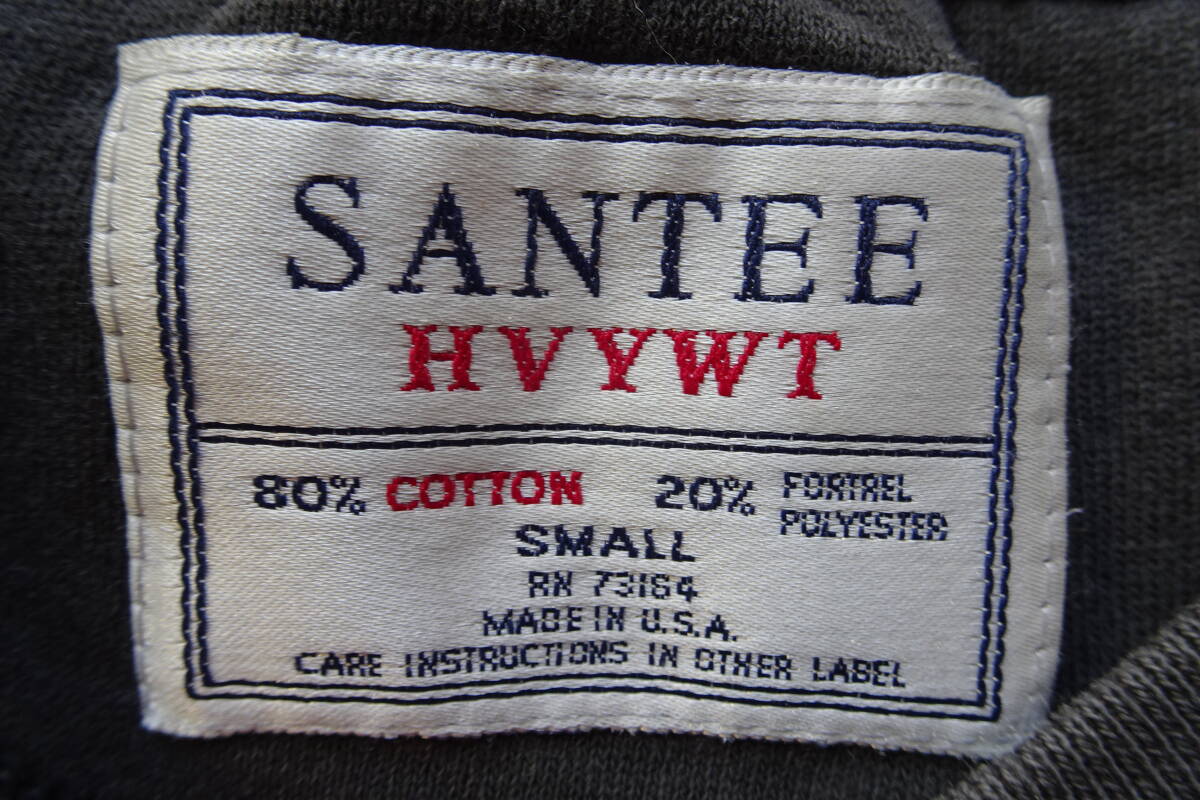 SANTEE
HVYWT
80% COTTON 20% FORTREL POLYESTER
SMALL
RN 73164
MADE IN U.S.A.
CARE INSTRUCTIONS IN OTHER LABEL